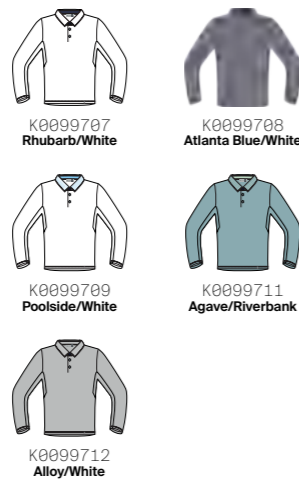 K0099707
Rhubarb/White
K0099708
Atlanta Blue/White
K0099709
Poolside/White
K0099711
Agave/Riverbank
K0099712
Alloy/White